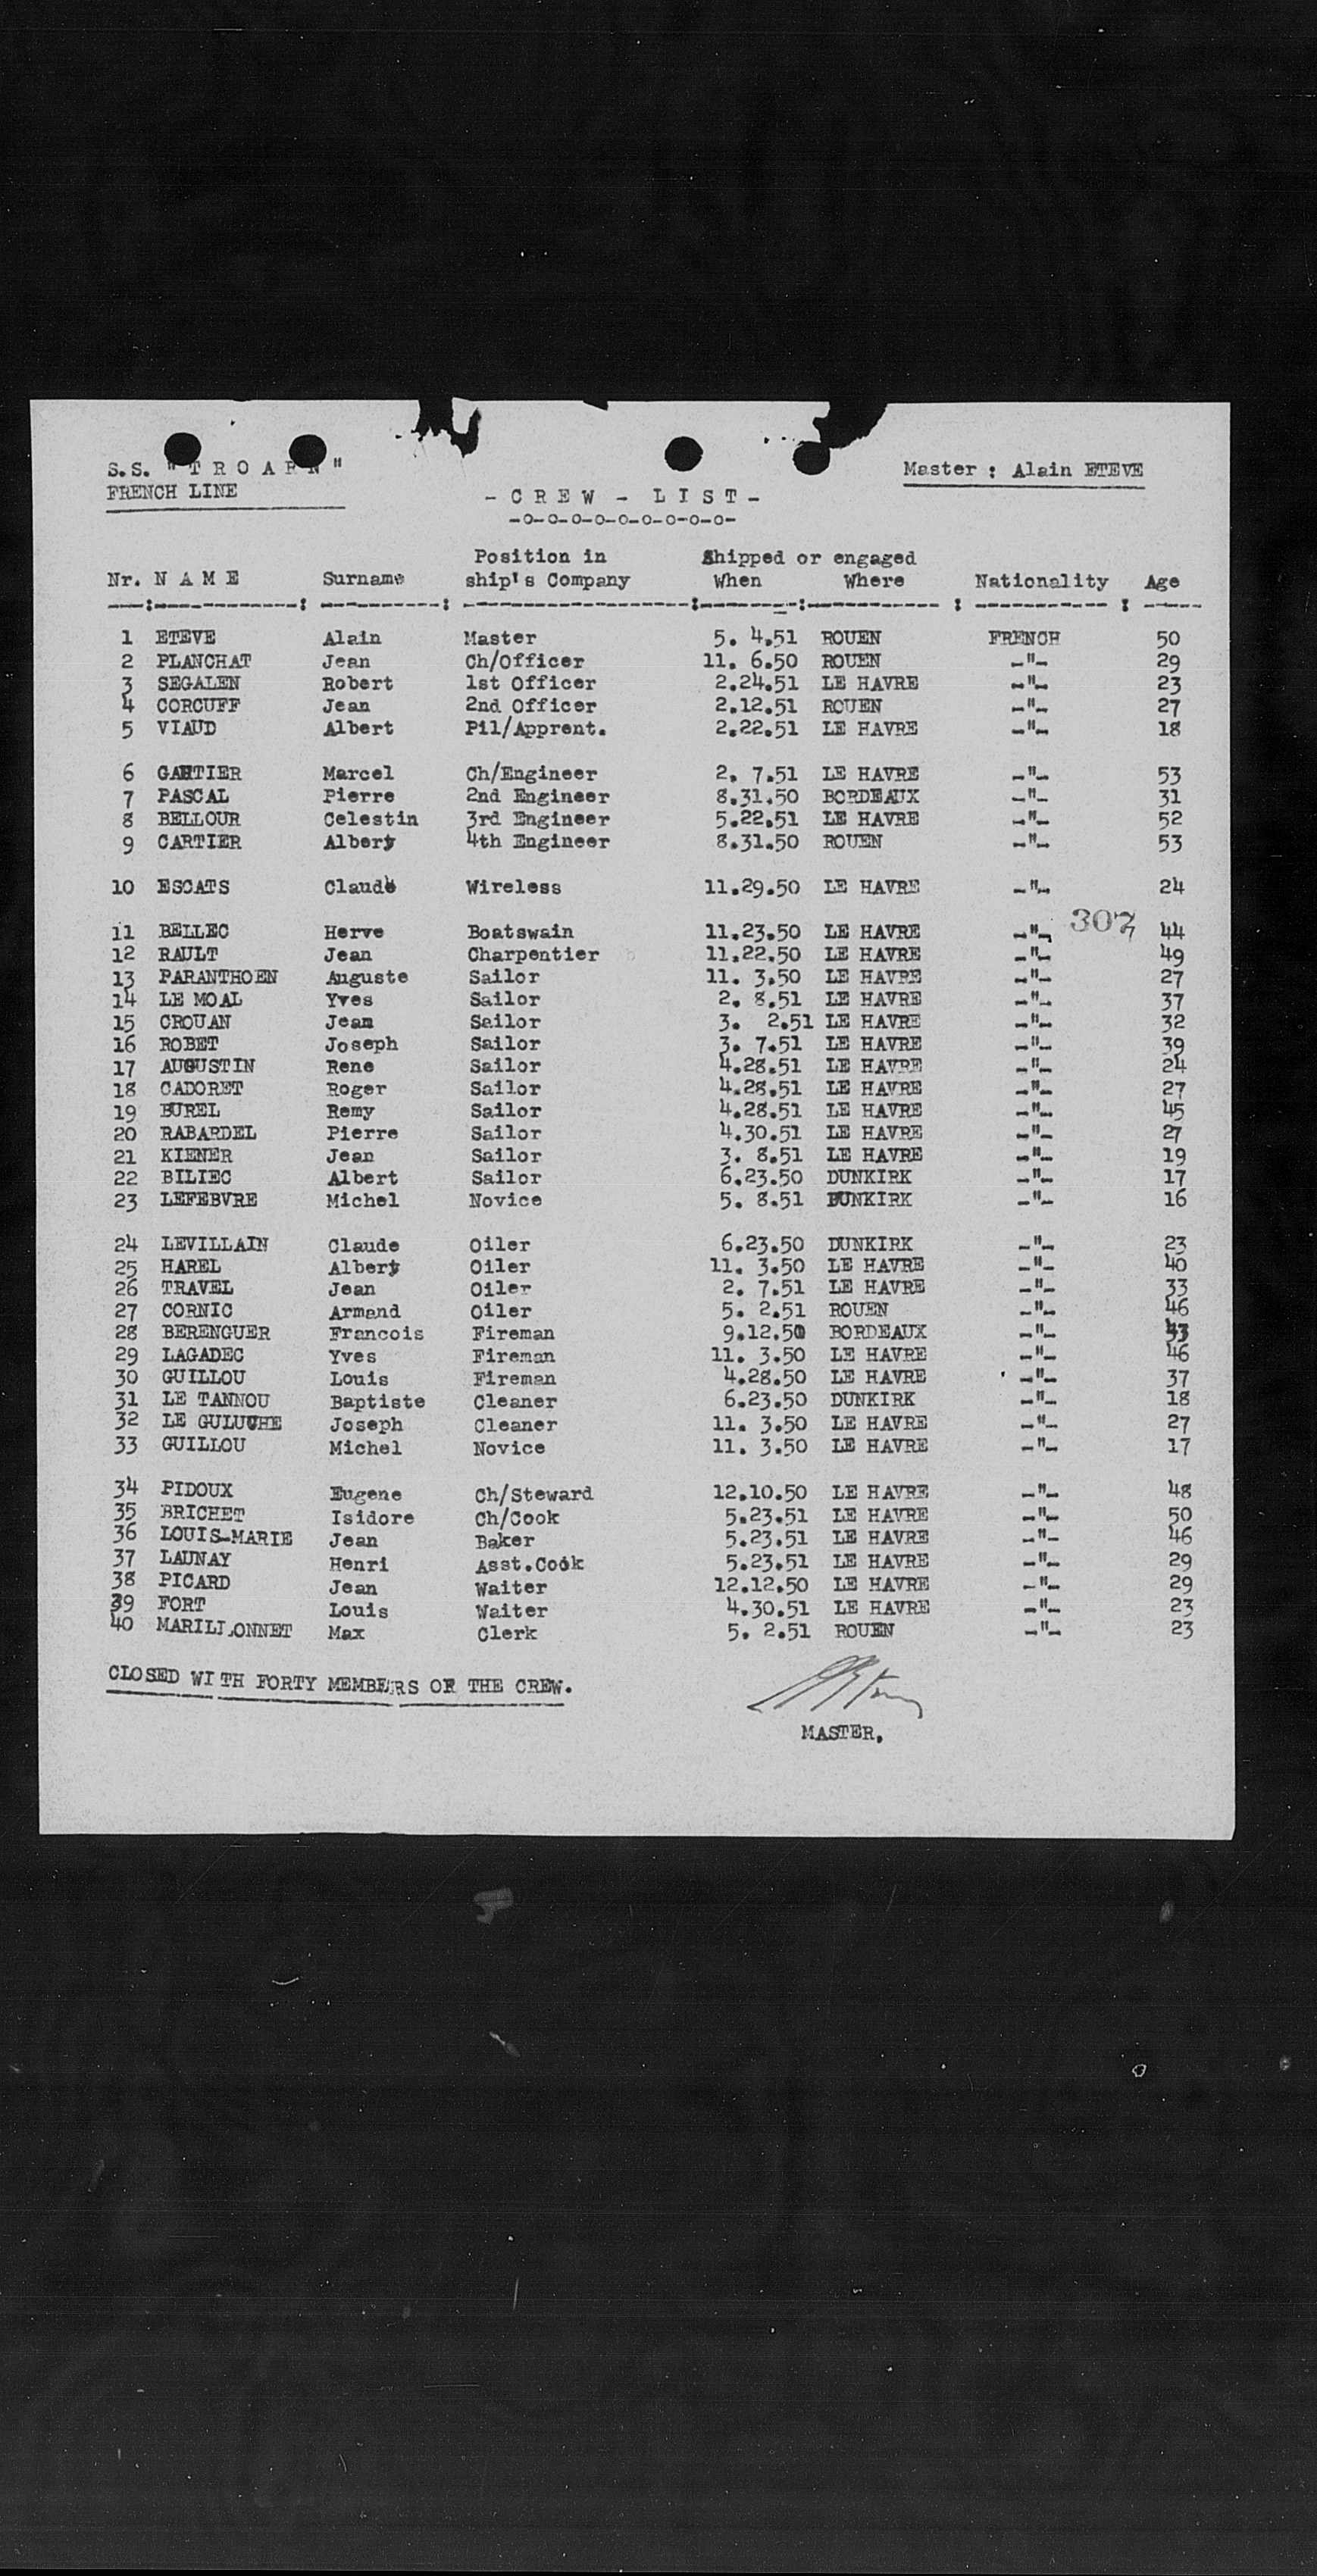 S.S. "TROARN"
FRENCH LINE
Master : Alain ETEVE
- C R E W - L I S T -
-o-o-o-o-o-o-o-o-o-
Nr. N A M E Surname Position in ship's Company Shipped or engaged When Where Nationality Age
1 ETEVE Alain Master 5. 4.51 ROUEN FRENCH 50
2 PLANCHAT Jean Ch/Officer 11. 6.50 ROUEN -"- 29
3 SEGALEN Robert 1st Officer 2.24.51 LE HAVRE -"- 23
4 CORCUFF Jean 2nd Officer 2.12.51 ROUEN -"- 27
5 VIAUD Albert Pil/Apprent. 2.22.51 LE HAVRE -"- 18
6 Marcel Ch/Engineer 2. 7.51 LE HAVRE -"- 53
7 PASCAL Pierre 2nd Engineer 8.31.50 BORDEAUX -"- 31
8 BELLOUR Celestin 3rd Engineer 5.22.51 LE HAVRE -"- 52
9 CARTIER Albert 4th Engineer 8.31.50 ROUEN -"- 53
10 ESCATS Claude Wireless 11.29.50 LE HAVRE -"- 24
307
11 BELLEC Herve Boatswain 11.23.50 LE HAVRE -"- 44
12 RAULT Jean Charpentier 11.22.50 LE HAVRE -"- 49
13 PARANTHOEN Auguste Sailor 11. 3.50 LE HAVRE -"- 27
14 LE MOAL Yves Sailor 2. 8.51 LE HAVRE -"- 37
15 CROUAN Jean Sailor 3. 2.51 LE HAVRE -"- 32
16 ROBET Joseph Sailor 3. 7.51 LE HAVRE -"- 39
17 AUGUSTIN Rene Sailor 4.28.51 LE HAVRE -"- 24
18 CADORET Roger Sailor 4.28.51 LE HAVRE -"- 27
19 BUREL Remy Sailor 4.28.51 LE HAVRE -"- 45
20 RABARDEL Pierre Sailor 4.30.51 LE HAVRE -"- 27
21 KIENER Jean Sailor 3. 8.51 LE HAVRE -"- 19
22 BILIEC Albert Sailor 6.23.50 DUNKIRK -"- 17
23 LEFEBVRE Michel Novice 5. 8.51 DUNKIRK -"- 16
24 LEVILLAIN Claude Oiler 6.23.50 DUNKIRK -"- 23
25 HAREL Albert Oiler 11. 3.50 LE HAVRE -"- 40
26 TRAVEL Jean Oiler 2. 7.51 LE HAVRE -"- 33
27 CORNIC Armand Oiler 5. 2.51 ROUEN -"- 46
28 BERENGUER Francois Fireman 9.12.50 BORDEAUX -"-
29 LAGADEC Yves Fireman 11. 3.50 LE HAVRE -"- 46
30 GUILLOU Louis Fireman 4.28.50 LE HAVRE -"- 37
31 LE TANNOU Baptiste Cleaner 6.23.50 DUNKIRK -"- 18
32 LE GULUCHE Joseph Cleaner 11. 3.50 LE HAVRE -"- 27
33 GUILLOU Michel Novice 11. 3.50 LE HAVRE -"- 17
34 PIDOUX Eugene Ch/Steward 12.10.50 LE HAVRE -"- 48
35 BRICHET Isidore Ch/Cook 5.23.51 LE HAVRE -"- 50
36 LOUIS-MARIE Jean Baker 5.23.51 LE HAVRE -"- 46
37 LAUNAY Henri Asst.Cook 5.23.51 LE HAVRE -"- 29
38 PICARD Jean Waiter 12.12.50 LE HAVRE -"- 29
39 FORT Louis Waiter 4.30.51 LE HAVRE -"- 23
40 MARILLONNET Max Clerk 5. 2.51 ROUEN -"- 23
CLOSED WITH FORTY MEMBERS OF THE CREW.
MASTER.